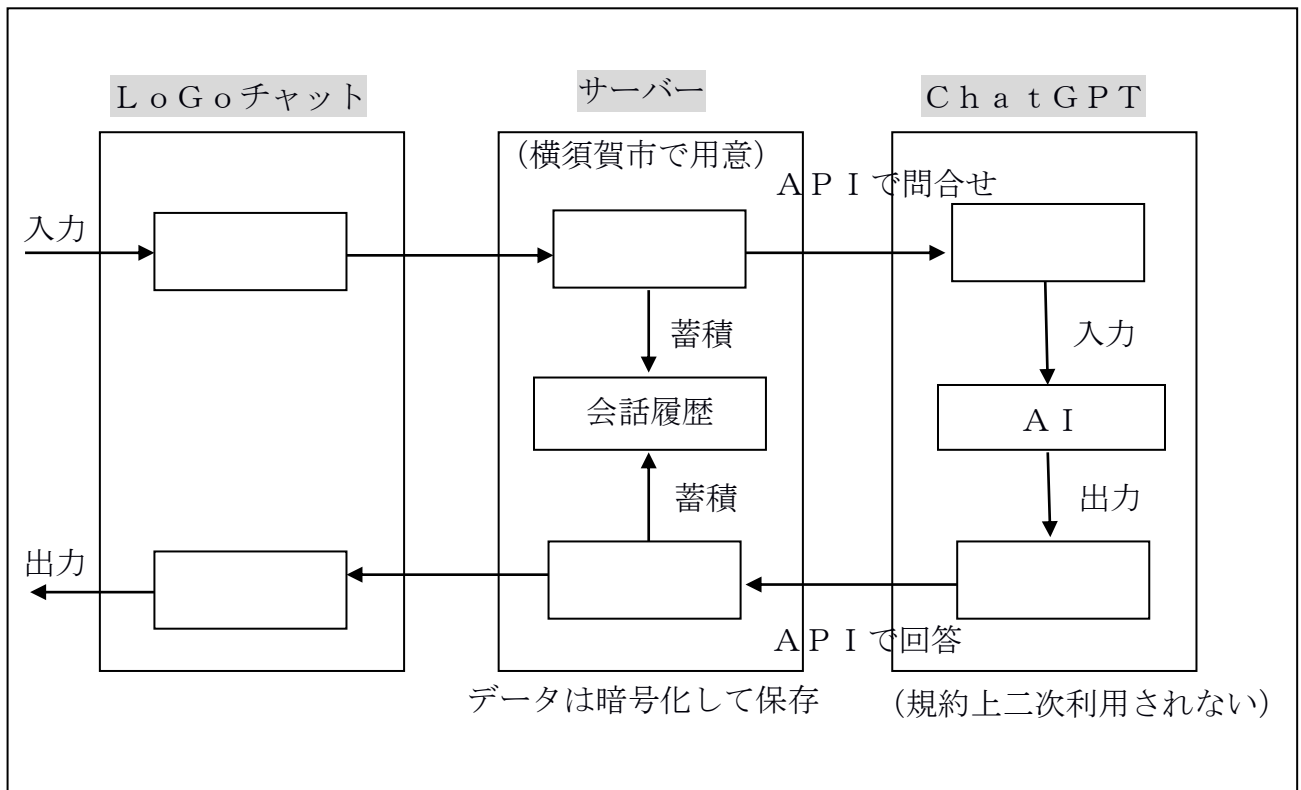 ＬｏＧｏチャット
サーバー
ＣｈａｔＧＰＴ
（横須賀市で用意）
ＡＰＩで問合せ
入力
蓄積
入力
会話履歴
ＡＩ
蓄積
出力
出力
ＡＰＩで回答
データは暗号化して保存
（規約上二次利用されない）